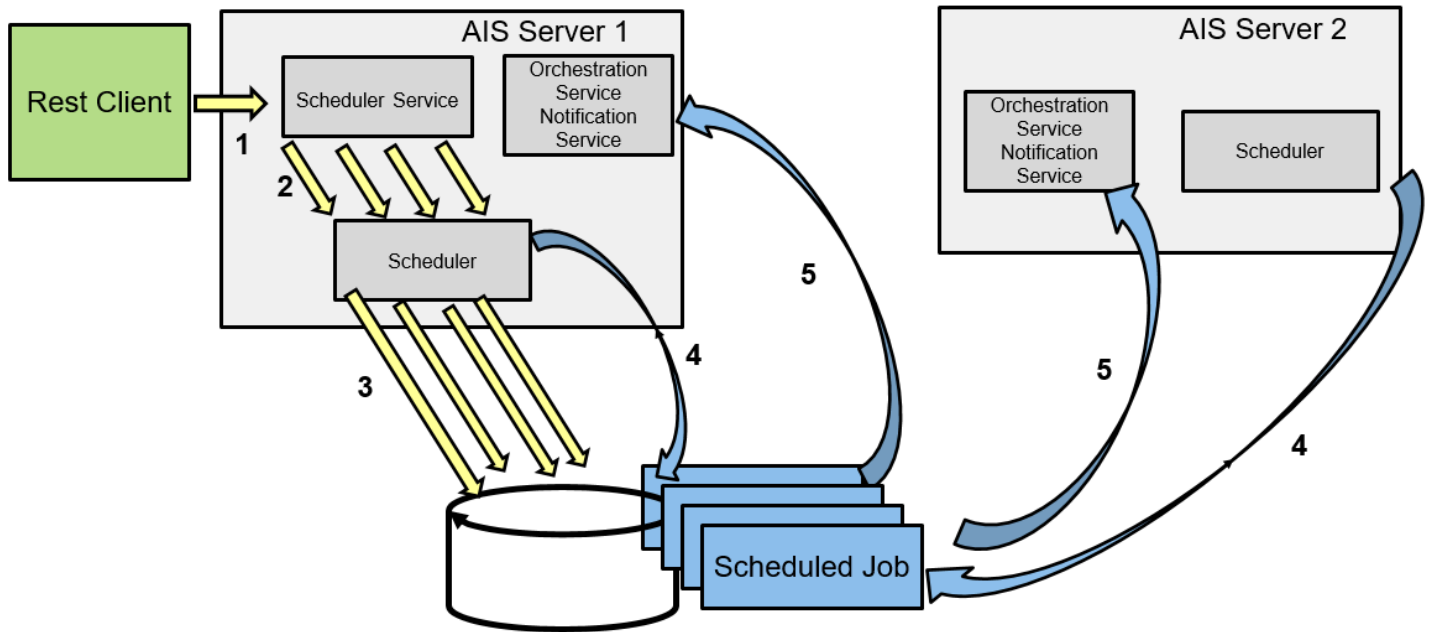 AIS Server 1
AIS Server 2
Rest Client
Scheduler Service
Orchestration
Service
Notification
Service
Orchestration
Service
Notification
Service
Scheduler
1
2
Scheduler
5
4
3
5
4
Scheduled Job